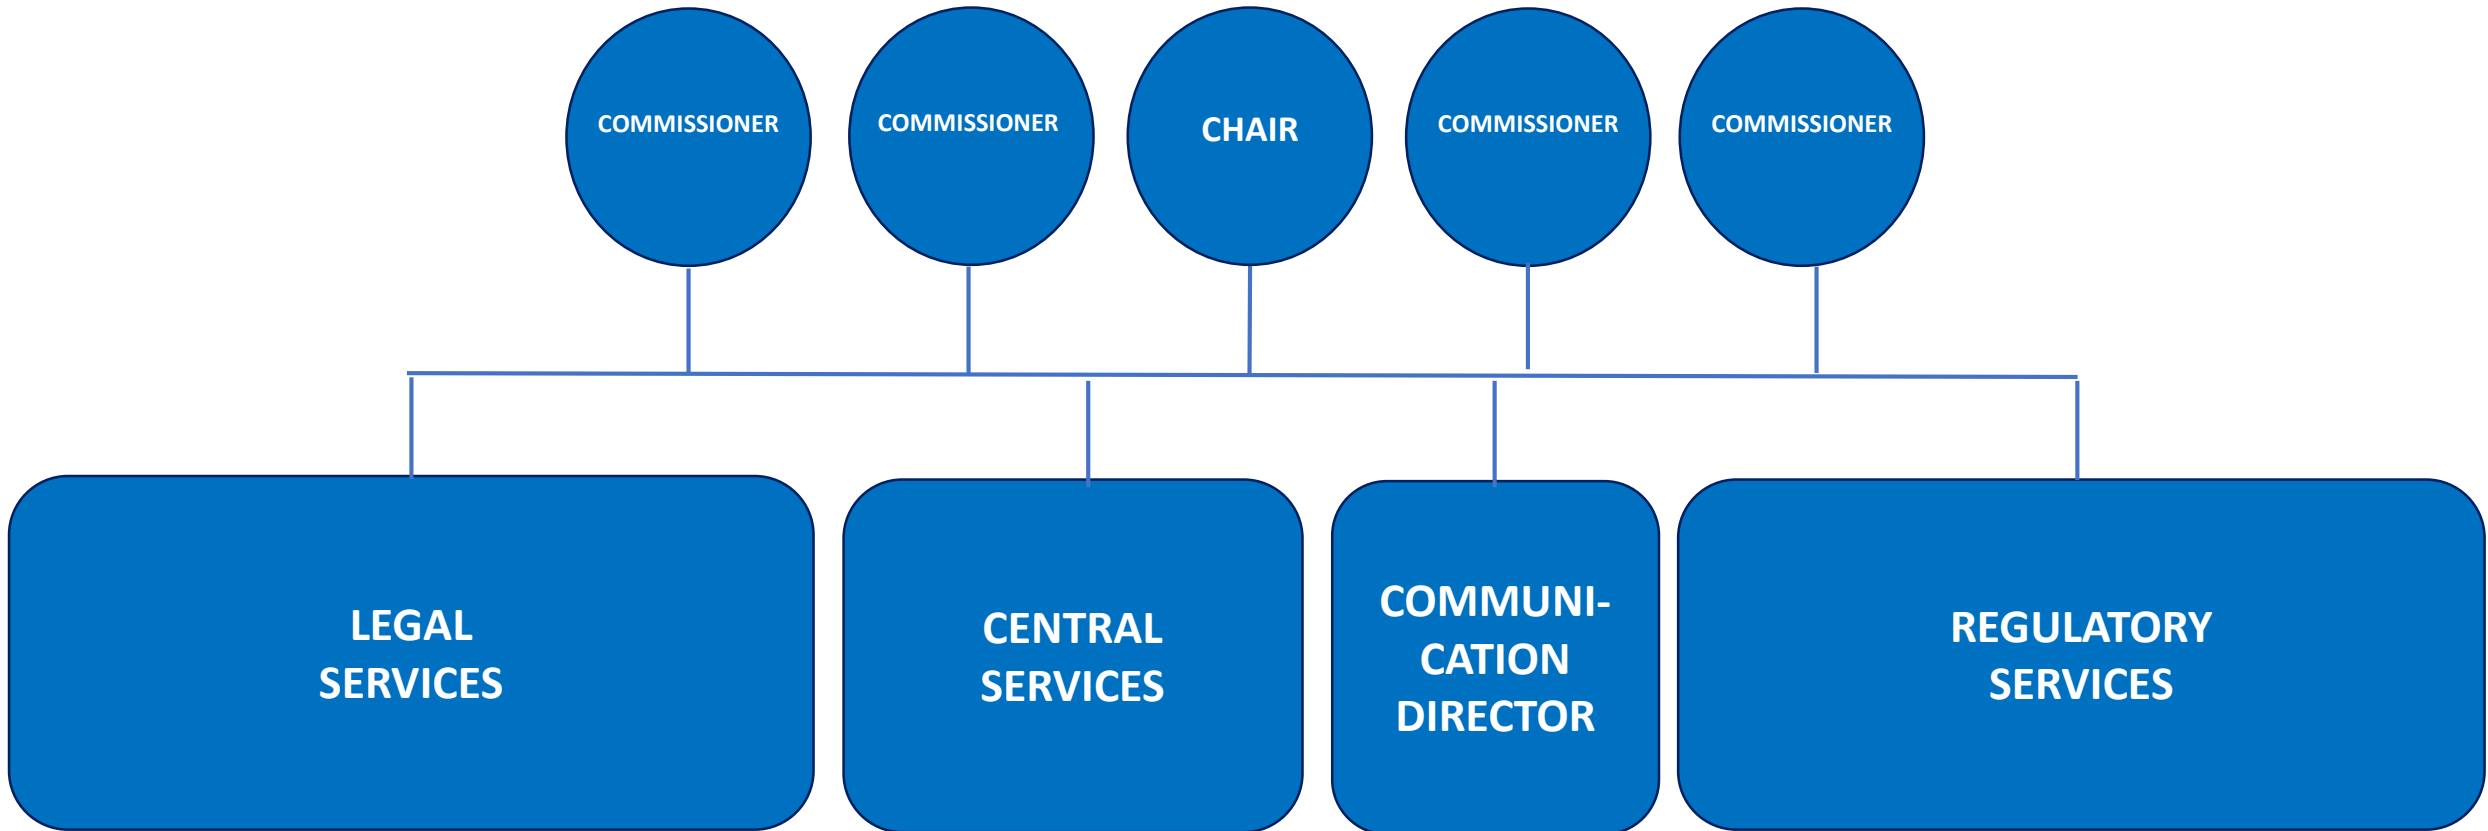 COMMISSIONER
COMMISSIONER
CHAIR
COMMISSIONER
COMMISSIONER
LEGAL
SERVICES
CENTRAL
SERVICES
COMMUNI-
CATION
DIRECTOR
REGULATORY
SERVICES